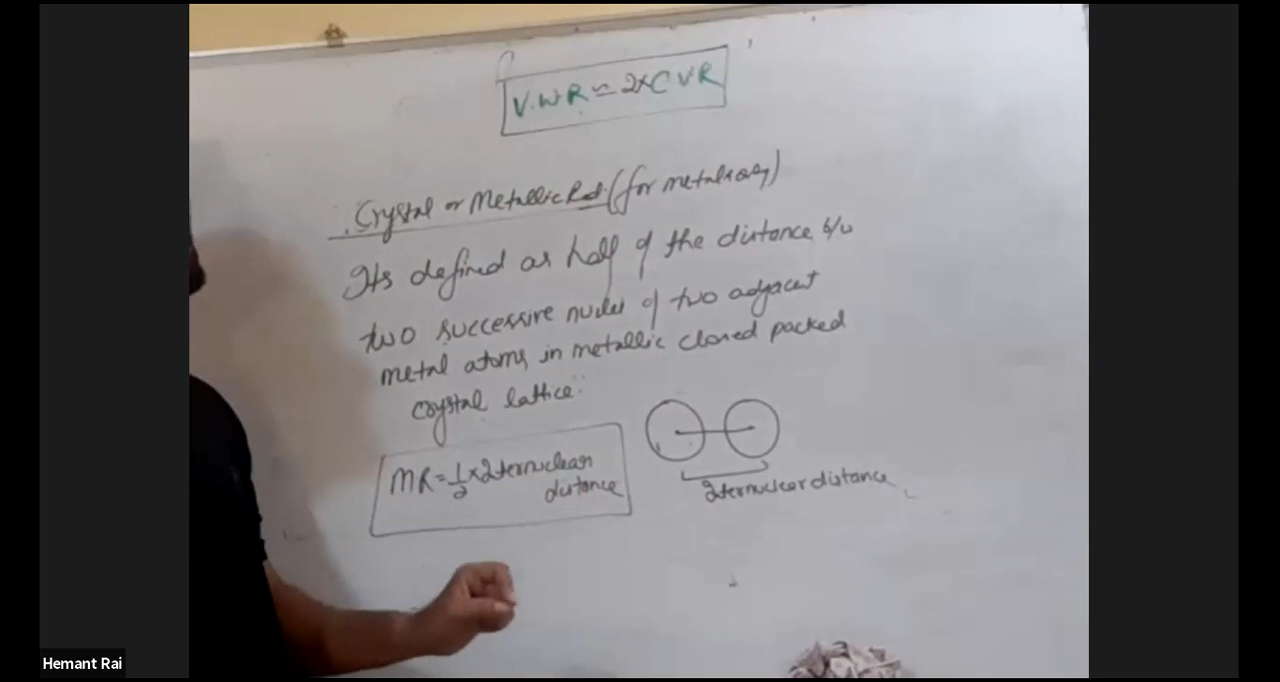 V.W R ≃ 2×C V R
Crystal or Metallic Rad. (for metals only)
Its defined as half of the distance b/w
two successive nuclei of two adjacent
metal atoms in metallic closed packed
crystal lattice.
MR = 1/2 × Internuclear
distance
Internuclear distance
Hemant Rai